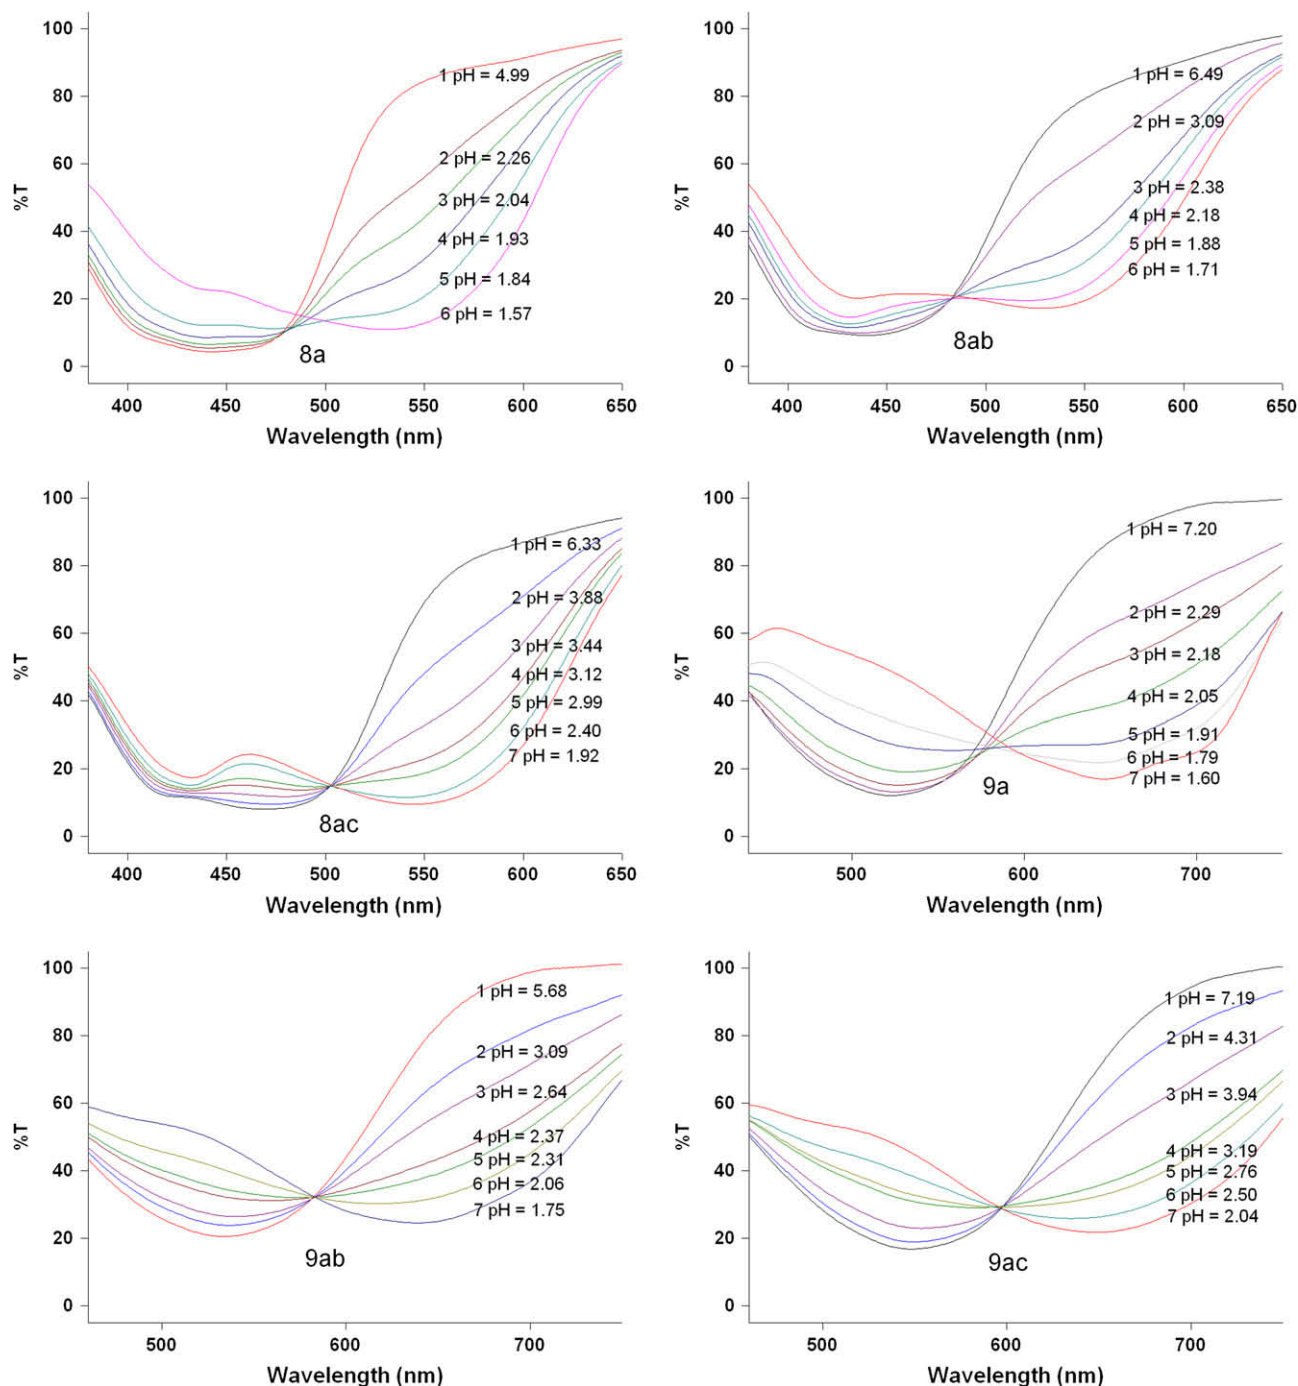 100
80
60
40
20
0
%T
1 pH = 4.99
2 pH = 2.26
3 pH = 2.04
4 pH = 1.93
5 pH = 1.84
6 pH = 1.57
8a
400 450 500 550 600 650
Wavelength (nm)
100
80
60
40
20
0
%T
1 pH = 6.49
2 pH = 3.09
3 pH = 2.38
4 pH = 2.18
5 pH = 1.88
6 pH = 1.71
8ab
400 450 500 550 600 650
Wavelength (nm)
100
80
60
40
20
0
%T
1 pH = 6.33
2 pH = 3.88
3 pH = 3.44
4 pH = 3.12
5 pH = 2.99
6 pH = 2.40
7 pH = 1.92
8ac
400 450 500 550 600 650
Wavelength (nm)
100
80
60
40
20
0
%T
1 pH = 7.20
2 pH = 2.29
3 pH = 2.18
4 pH = 2.05
5 pH = 1.91
6 pH = 1.79
7 pH = 1.60
9a
500 600 700
Wavelength (nm)
100
80
60
40
20
0
%T
1 pH = 5.68
2 pH = 3.09
3 pH = 2.64
4 pH = 2.37
5 pH = 2.31
6 pH = 2.06
7 pH = 1.75
9ab
500 600 700
Wavelength (nm)
100
80
60
40
20
0
%T
1 pH = 7.19
2 pH = 4.31
3 pH = 3.94
4 pH = 3.19
5 pH = 2.76
6 pH = 2.50
7 pH = 2.04
9ac
500 600 700
Wavelength (nm)